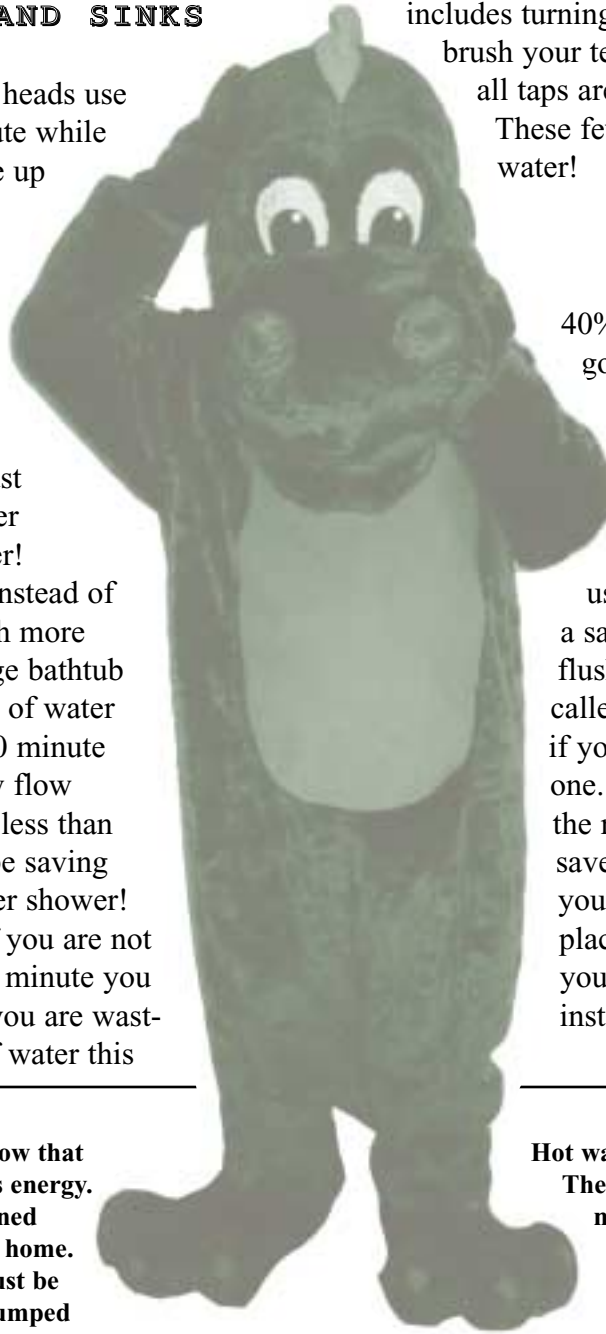 AND SINKS
heads use
ute while
e up
st
er
er!
nstead of
h more
ge bathtub
of water
0 minute
w flow
less than
be saving
er shower!
f you are not
minute you
you are wast-
f water this
ow that
s energy.
ned
home.
ust be
umped
includes turning
brush your te
all taps are
These fe
water!
40%
go
us
a sa
flus
calle
if yo
one.
the r
save
you
plac
you
inst
Hot wa
The
n